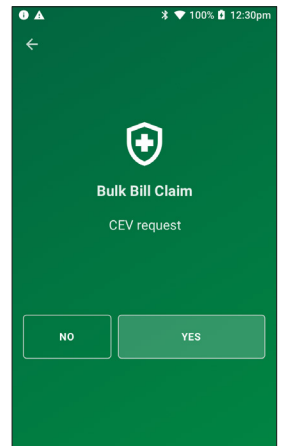 100% 12:30pm
Bulk Bill Claim
CEV request
NO
YES